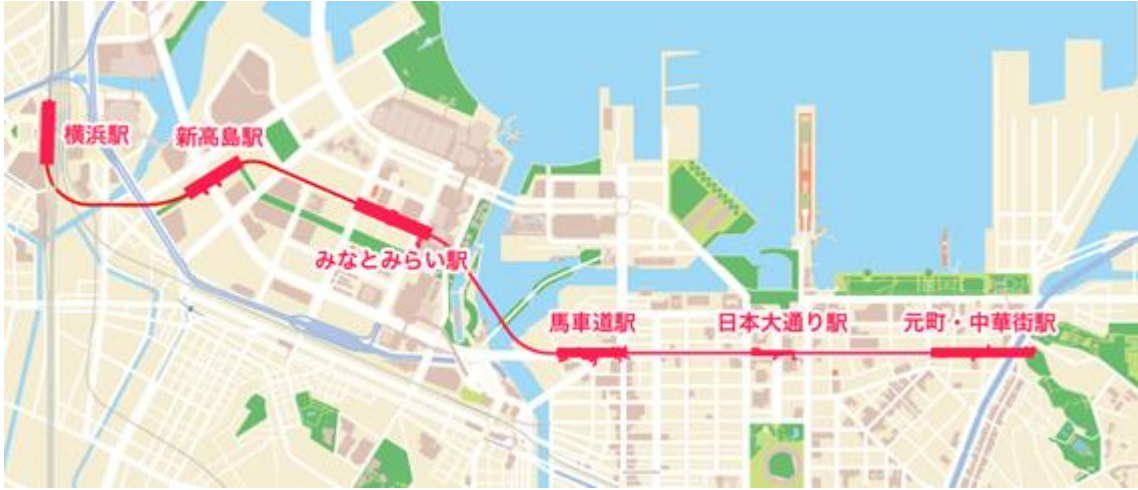 横浜駅
新高島駅
みなとみらい駅
馬車道駅
日本大通り駅
元町・中華街駅